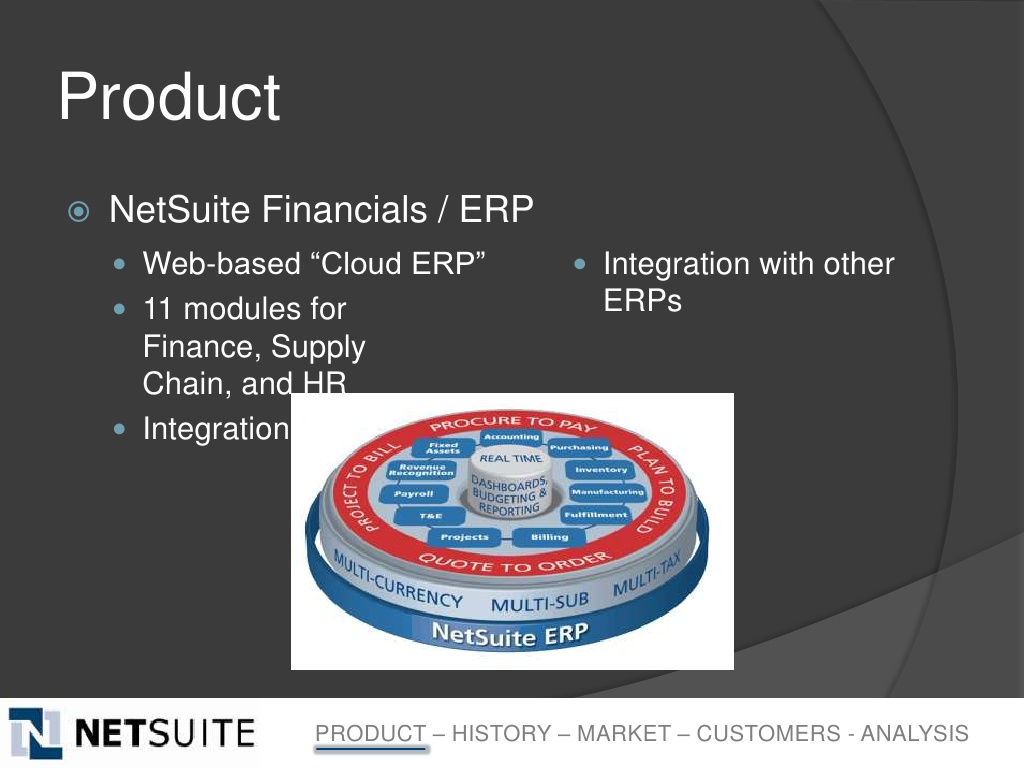 Product
NetSuite Financials / ERP
Web-based “Cloud ERP”
11 modules for
Finance, Supply
Chain, and HR
Integration
Integration with other
ERPs
PROCURE TO PAY
PROJECT TO BILL
PLAN TO BUILD
QUOTE TO ORDER
Accounting
Fixed
Assets
Purchasing
Revenue
Recognition
Inventory
Payroll
Manufacturing
T&E
Fulfillment
Projects
Billing
REAL TIME
DASHBOARDS,
BUDGETING &
REPORTING
MULTI-CURRENCY
MULTI-SUB
MULTI-TAX
NetSuite ERP
NETSUITE
PRODUCT – HISTORY – MARKET – CUSTOMERS - ANALYSIS